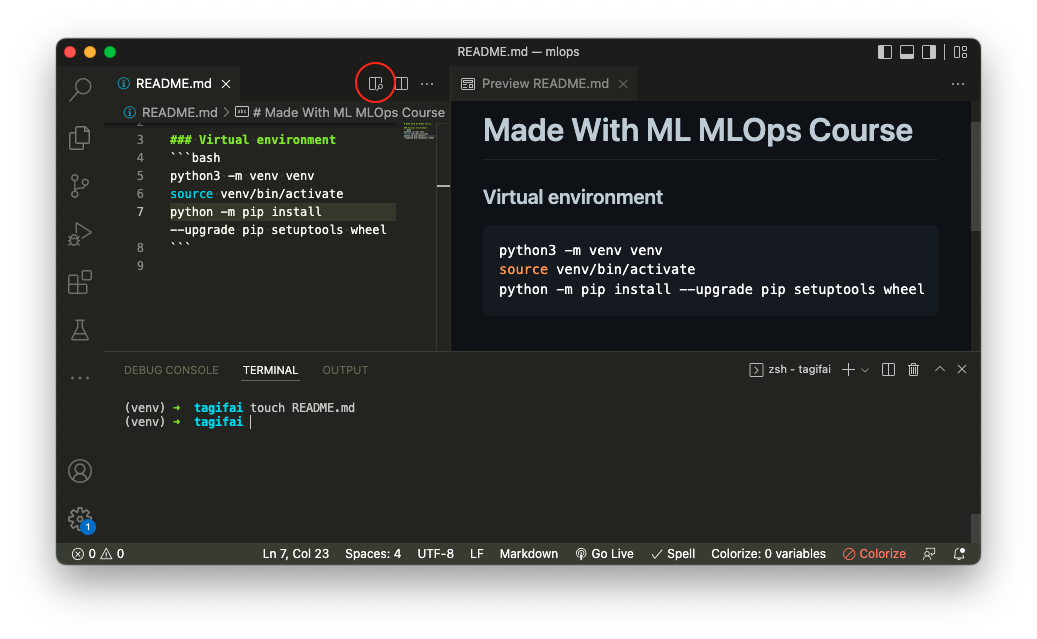 README.md — mlops
README.md
Preview README.md
README.md > # Made With ML MLOps Course
3 ### Virtual environment
4 ```bash
5 python3 -m venv venv
6 source venv/bin/activate
7 python -m pip install
--upgrade pip setuptools wheel
8 ```
9
Made With ML MLOps Course
Virtual environment
python3 -m venv venv
source venv/bin/activate
python -m pip install --upgrade pip setuptools wheel
DEBUG CONSOLE TERMINAL OUTPUT
zsh - tagifai
(venv) → tagifai touch README.md
(venv) → tagifai
1
0 0 Ln 7, Col 23 Spaces: 4 UTF-8 LF Markdown Go Live Spell Colorize: 0 variables Colorize